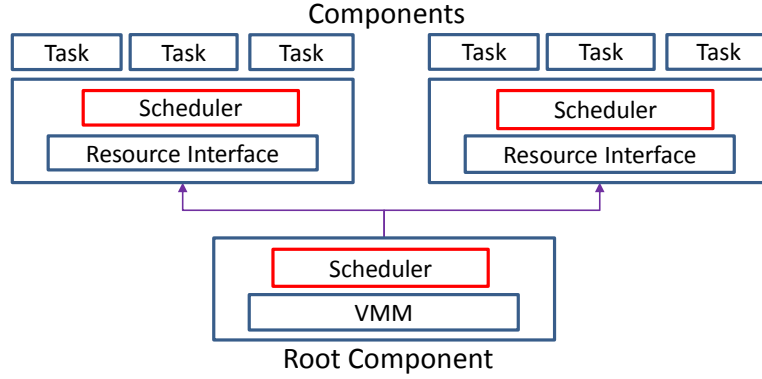 Components
Task Task Task Task Task Task
Scheduler Scheduler
Resource Interface Resource Interface
Scheduler
VMM
Root Component